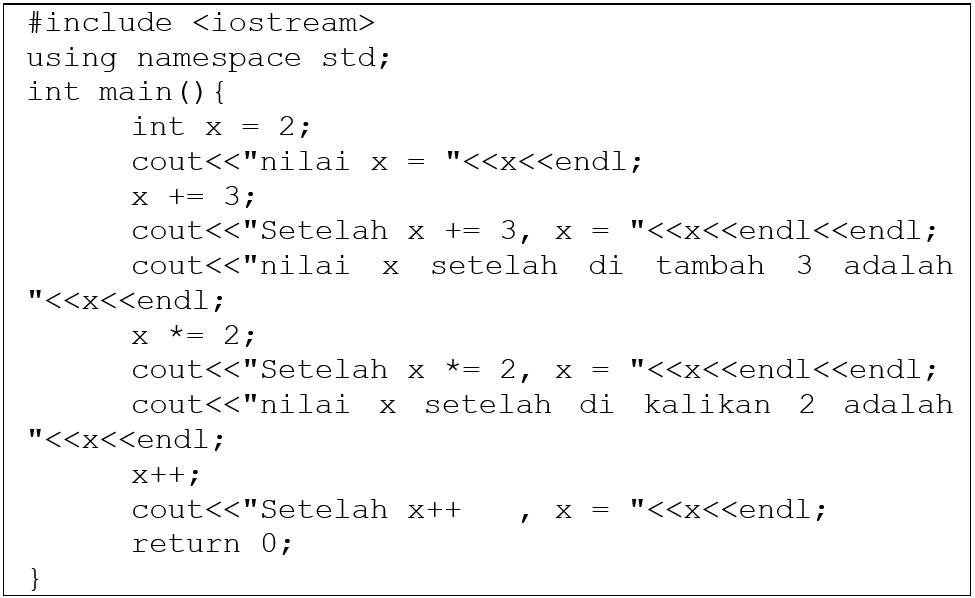 #include <iostream>
using namespace std;
int main(){
int x = 2;
cout<<"nilai x = "<<x<<endl;
x += 3;
cout<<"Setelah x += 3, x = "<<x<<endl<<endl;
cout<<"nilai x setelah di tambah 3 adalah
"<<x<<endl;
x *= 2;
cout<<"Setelah x *= 2, x = "<<x<<endl<<endl;
cout<<"nilai x setelah di kalikan 2 adalah
"<<x<<endl;
x++;
cout<<"Setelah x++   , x = "<<x<<endl;
return 0;
}